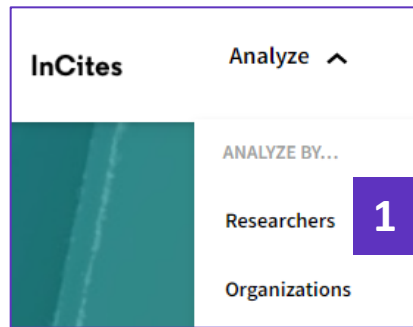 InCites
Analyze
ANALYZE BY...
Researchers
1
Organizations